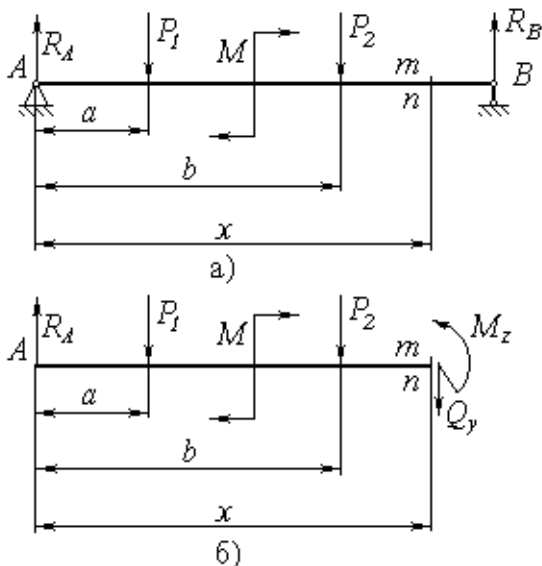 R_A P_1 M P_2 R_B
A m B
n
a
b
x
а)
R_A P_1 M P_2 M_z
A m
n
a Q_y
b
x
б)